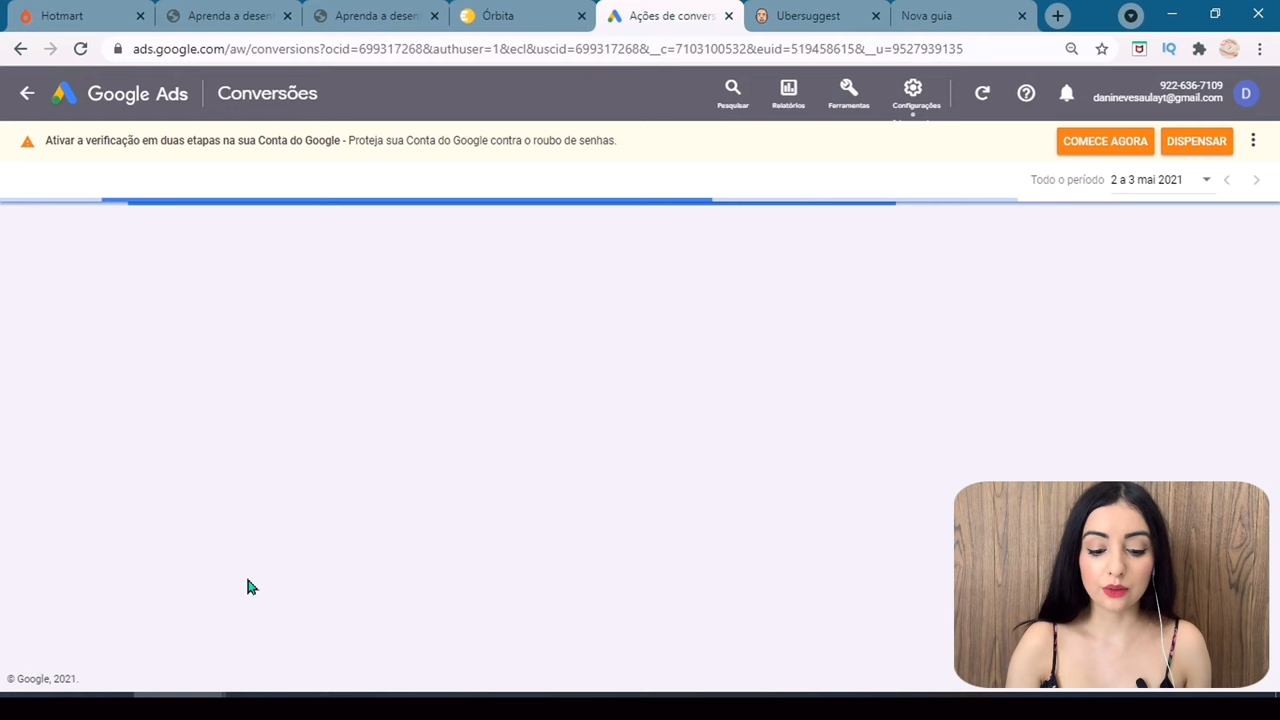 Hotmart
Aprenda a desen
Aprenda a desen
Órbita
Ações de convers
Ubersuggest
Nova guia
ads.google.com/aw/conversions?ocid=699317268&authuser=1&ecl&uscid=699317268&__c=7103100532&euid=519458615&__u=9527939135
IQ
Google Ads
Conversões
Pesquisar
Relatórios
Ferramentas
Configurações
922-636-7109
daninevesaulayt@gmail.com
D
Ativar a verificação em duas etapas na sua Conta do Google - Proteja sua Conta do Google contra o roubo de senhas.
COMECE AGORA
DISPENSAR
Todo o período 2 a 3 mai 2021
© Google, 2021.